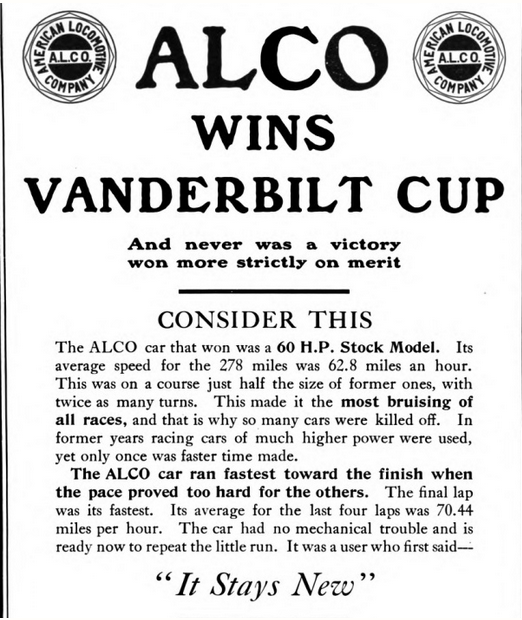 AMERICAN LOCOMOTIVE
A.L.C.O.
COMPANY
ALCO
AMERICAN LOCOMOTIVE
A.L.C.O.
COMPANY
WINS
VANDERBILT CUP
And never was a victory
won more strictly on merit
CONSIDER THIS
The ALCO car that won was a 60 H.P. Stock Model. Its
average speed for the 278 miles was 62.8 miles an hour.
This was on a course just half the size of former ones, with
twice as many turns. This made it the most bruising of
all races, and that is why so many cars were killed off. In
former years racing cars of much higher power were used,
yet only once was faster time made.
The ALCO car ran fastest toward the finish when
the pace proved too hard for the others. The final lap
was its fastest. Its average for the last four laps was 70.44
miles per hour. The car had no mechanical trouble and is
ready now to repeat the little run. It was a user who first said—
"It Stays New"